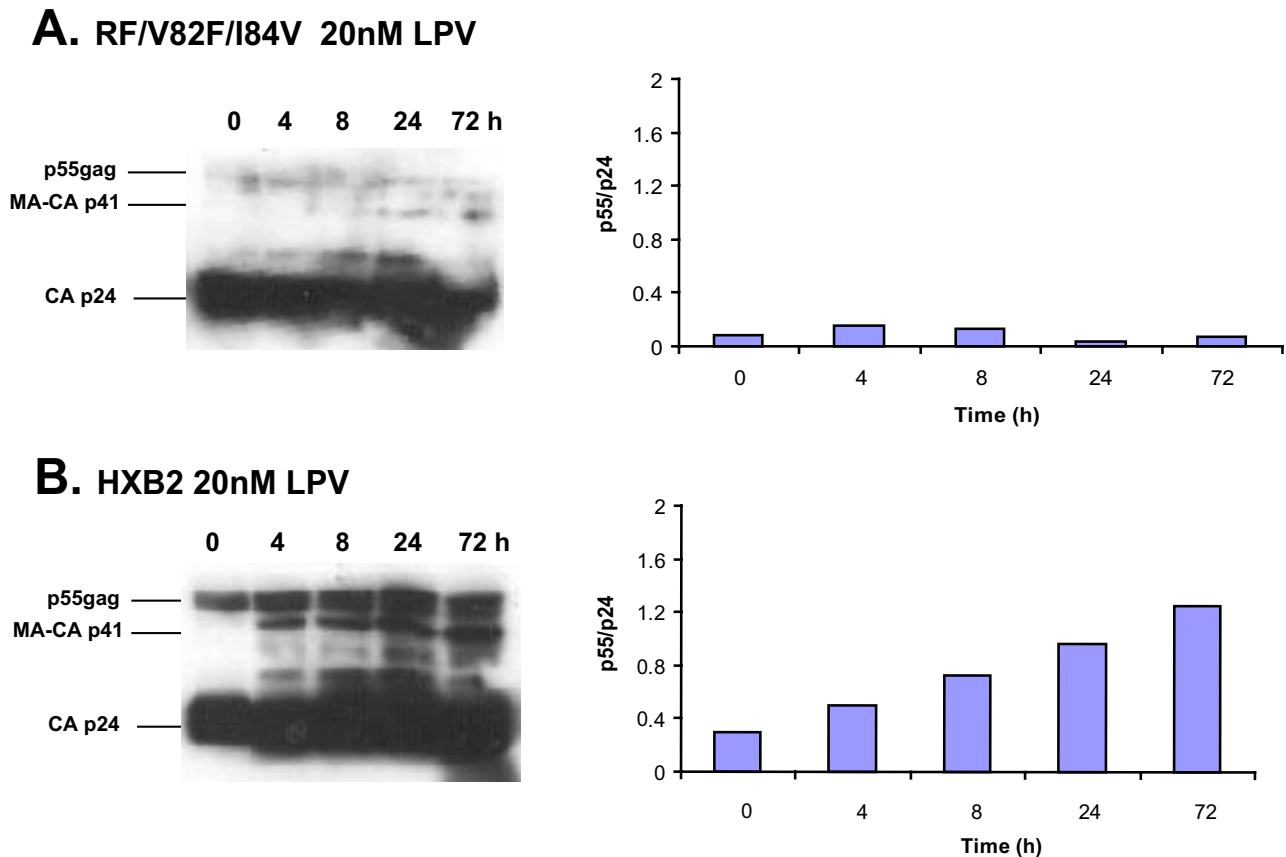 A. RF/V82F/I84V 20nM LPV
0 4 8 24 72 h
p55gag
MA-CA p41
CA p24
2
1.6
1.2
0.8
0.4
0
p55/p24
0 4 8 24 72
Time (h)
B. HXB2 20nM LPV
0 4 8 24 72 h
p55gag
MA-CA p41
CA p24
2
1.6
1.2
0.8
0.4
0
p55/p24
0 4 8 24 72
Time (h)